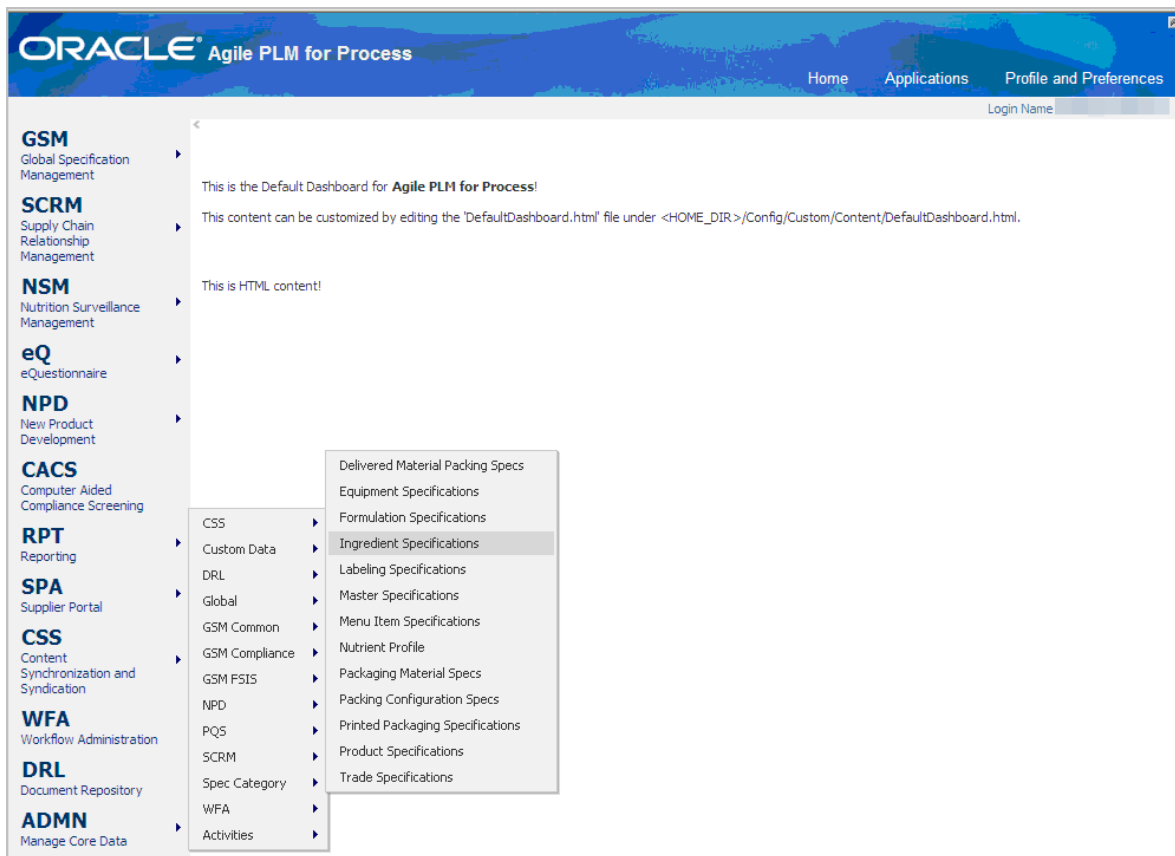 ORACLE® Agile PLM for Process
Home Applications Profile and Preferences
Login Name
GSM
Global Specification
Management
SCRM
Supply Chain
Relationship
Management
NSM
Nutrition Surveillance
Management
eQ
eQuestionnaire
NPD
New Product
Development
CACS
Computer Aided
Compliance Screening
RPT
Reporting
SPA
Supplier Portal
CSS
Content
Synchronization and
Syndication
WFA
Workflow Administration
DRL
Document Repository
ADMN
Manage Core Data
This is the Default Dashboard for Agile PLM for Process!
This content can be customized by editing the 'DefaultDashboard.html' file under <HOME_DIR>/Config/Custom/Content/DefaultDashboard.html.
This is HTML content!
CSS
Custom Data
DRL
Global
GSM Common
GSM Compliance
GSM FSIS
NPD
PQS
SCRM
Spec Category
WFA
Activities
Delivered Material Packing Specs
Equipment Specifications
Formulation Specifications
Ingredient Specifications
Labeling Specifications
Master Specifications
Menu Item Specifications
Nutrient Profile
Packaging Material Specs
Packing Configuration Specs
Printed Packaging Specifications
Product Specifications
Trade Specifications